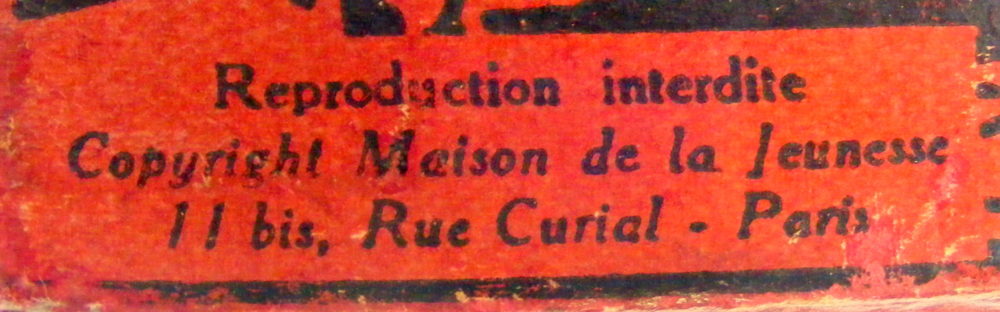 Reproduction interdite
Copyright Maison de la Jeunesse
11 bis, Rue Curial - Paris